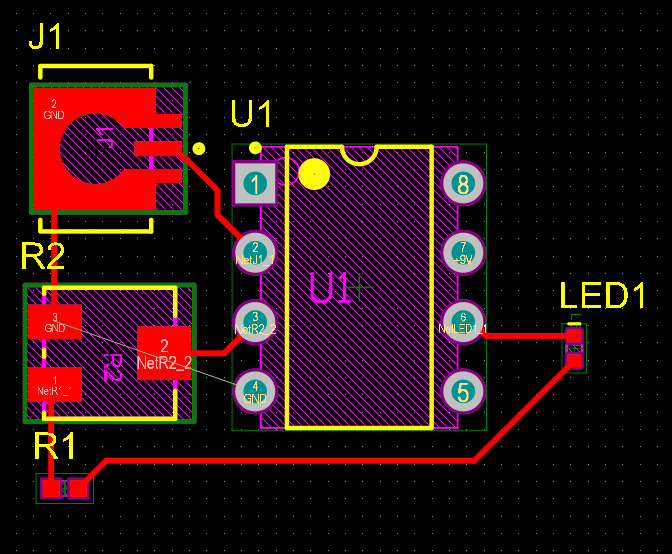 J1
2
GND
J1
U1
1
8
2
NetJ1_1
7
+9V
U1
R2
3
GND
2
NetR2_2
R2
1
NetR1_1
3
NetR2_2
6
NetLED1_1
4
GND
5
LED1
R1